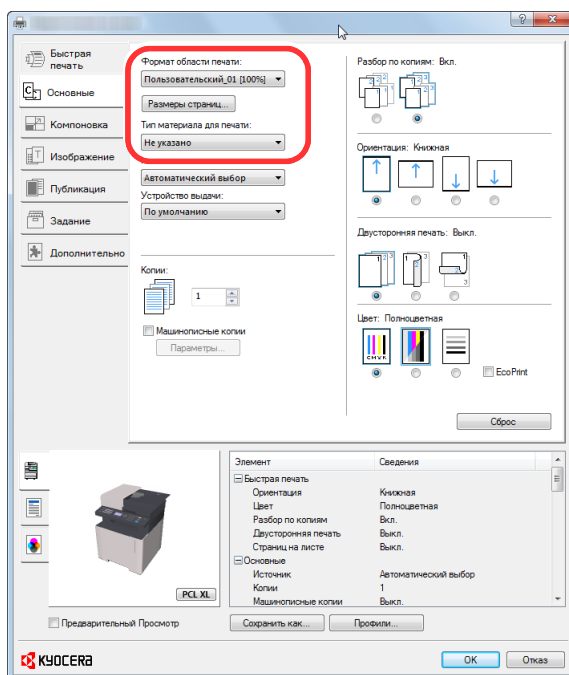 Быстрая
печать
Основные
Компоновка
Изображение
Публикация
Задание
Дополнительно
Формат области печати:
Пользовательский_01 [100%]
Размеры страниц...
Тип материала для печати:
Не указано
Автоматический выбор
Устройство выдачи:
По умолчанию
Копии:
1
Машинописные копии
Параметры...
Разбор по копиям: Вкл.
Ориентация: Книжная
Двусторонняя печать: Выкл.
Цвет: Полноцветная
CMYK
EcoPrint
Сброс
Элемент Сведения
Быстрая печать
Ориентация Книжная
Цвет Полноцветная
Разбор по копиям Вкл.
Двусторонняя печать Выкл.
Страниц на листе Выкл.
Основные
Источник Автоматический выбор
Копии 1
Машинописные копии Выкл.
PCL XL
Предварительный Просмотр
Сохранить как...
Профили...
KYOCERA
OK
Отказ